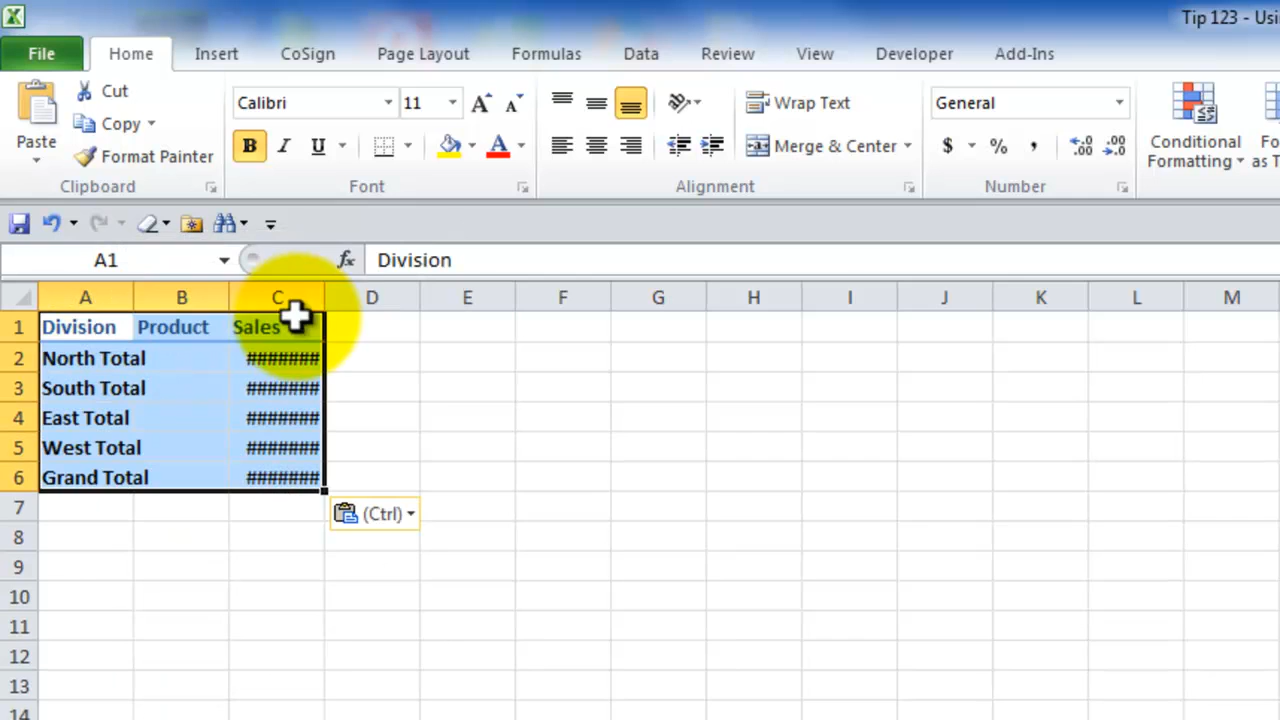 Tip 123 - Usi
File Home Insert CoSign Page Layout Formulas Data Review View Developer Add-Ins
Paste
Cut
Copy
Format Painter
Clipboard
Calibri 11
B I U A
Font
Wrap Text
Merge & Center
Alignment
General
$ % ,
Number
Conditional
Formatting
as T
A1 fx Division
A B C D E F G H I J K L M
1 Division Product Sales
2 North Total #######
3 South Total #######
4 East Total #######
5 West Total #######
6 Grand Total #######
7 (Ctrl)
8
9
10
11
12
13
14